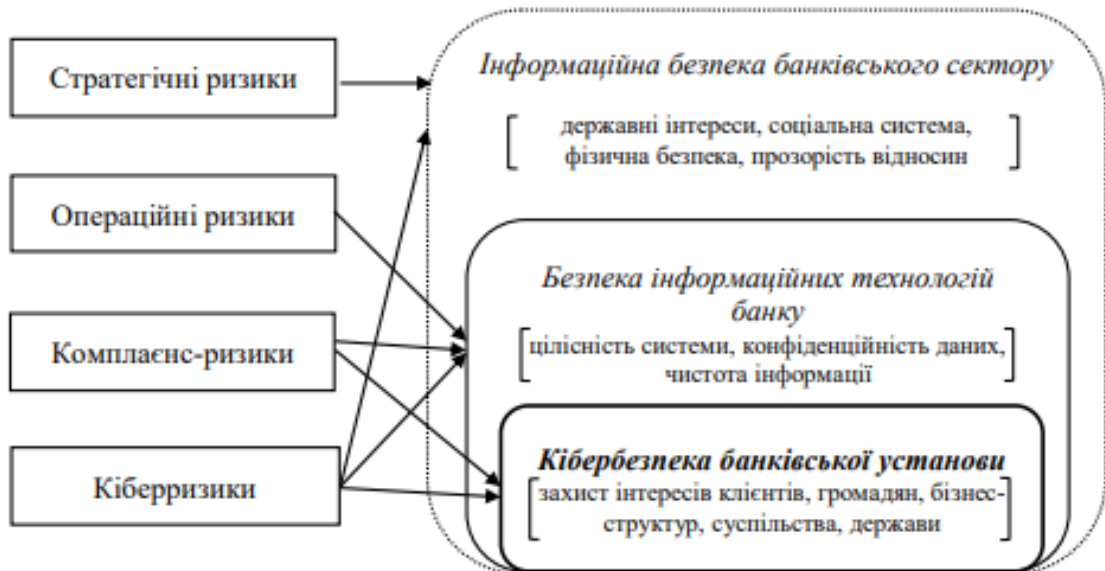 Стратегічні ризики
Операційні ризики
Комплаєнс-ризики
Кіберризики
Інформаційна безпека банківського сектору
державні інтереси, соціальна система,
фізична безпека, прозорість відносин
Безпека інформаційних технологій
банку
цілісність системи, конфіденційність даних,
чистота інформації
Кібербезпека банківської установи
захист інтересів клієнтів, громадян, бізнес-
структур, суспільства, держави